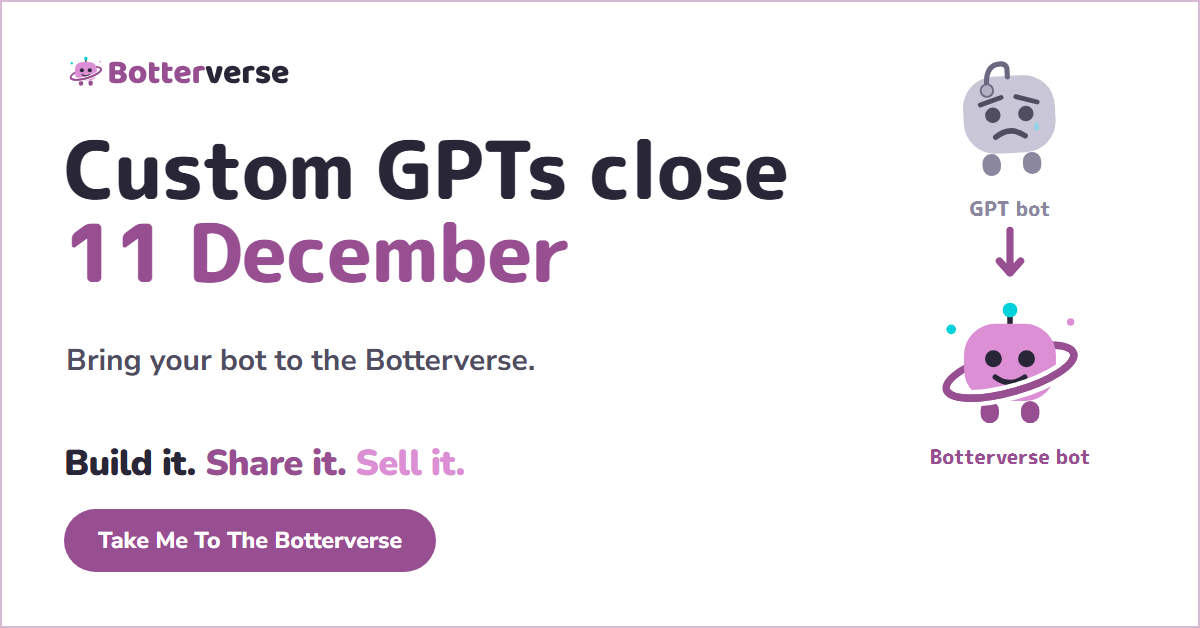 Botterverse
Custom GPTs close
11 December
Bring your bot to the Botterverse.
Build it. Share it. Sell it.
Take Me To The Botterverse
GPT bot
Botterverse bot